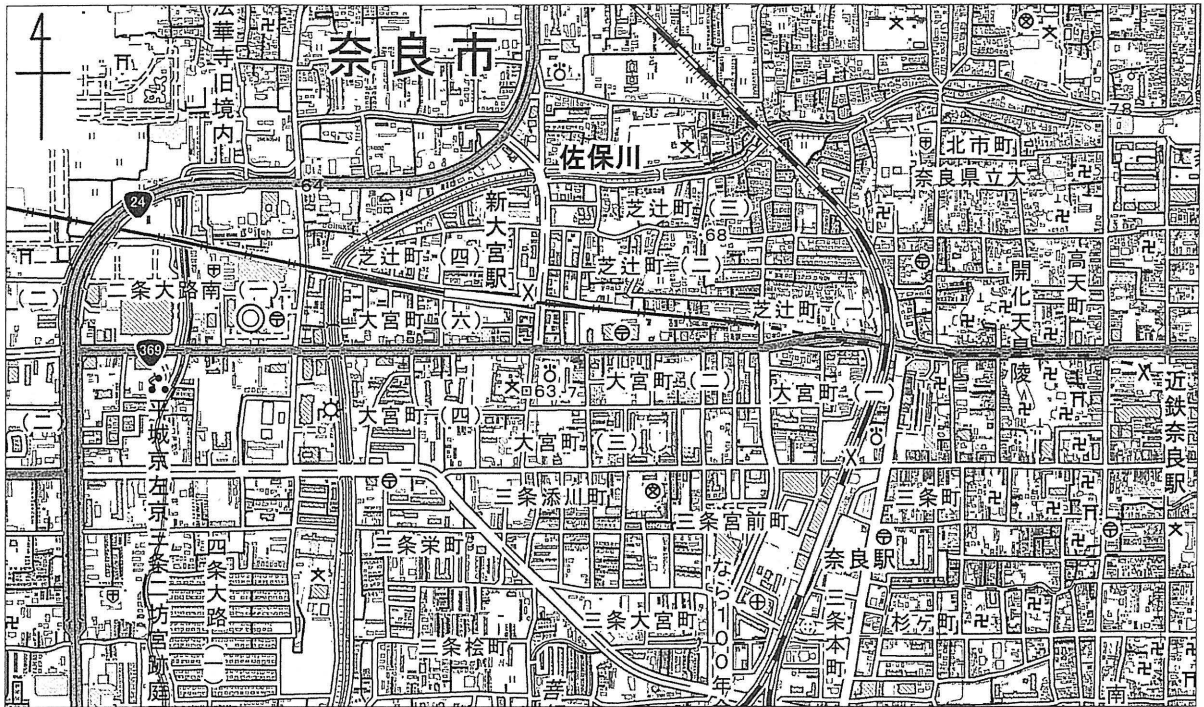 奈良市
法華寺旧境内
佐保川
78
北市町
奈良県立大
64
24
新大宮駅
芝辻町(三)
68
芝辻町(四)
芝辻町(二)
開化天皇陵
高天町
(二)
二条大路南(一)
大宮町(六)
芝辻町(一)
X
369
(二)
大宮町(四)
63.7
大宮町(二)
大宮町(一)
X
近鉄奈良駅
大宮町(三)
X
平城京左京三条二坊宮跡庭
三条添川町
三条宮前町
三条町
四条大路(一)
三条栄町
奈良駅
なら100年会
三条大宮町
三条本町
杉ヶ町
三条桧町
南